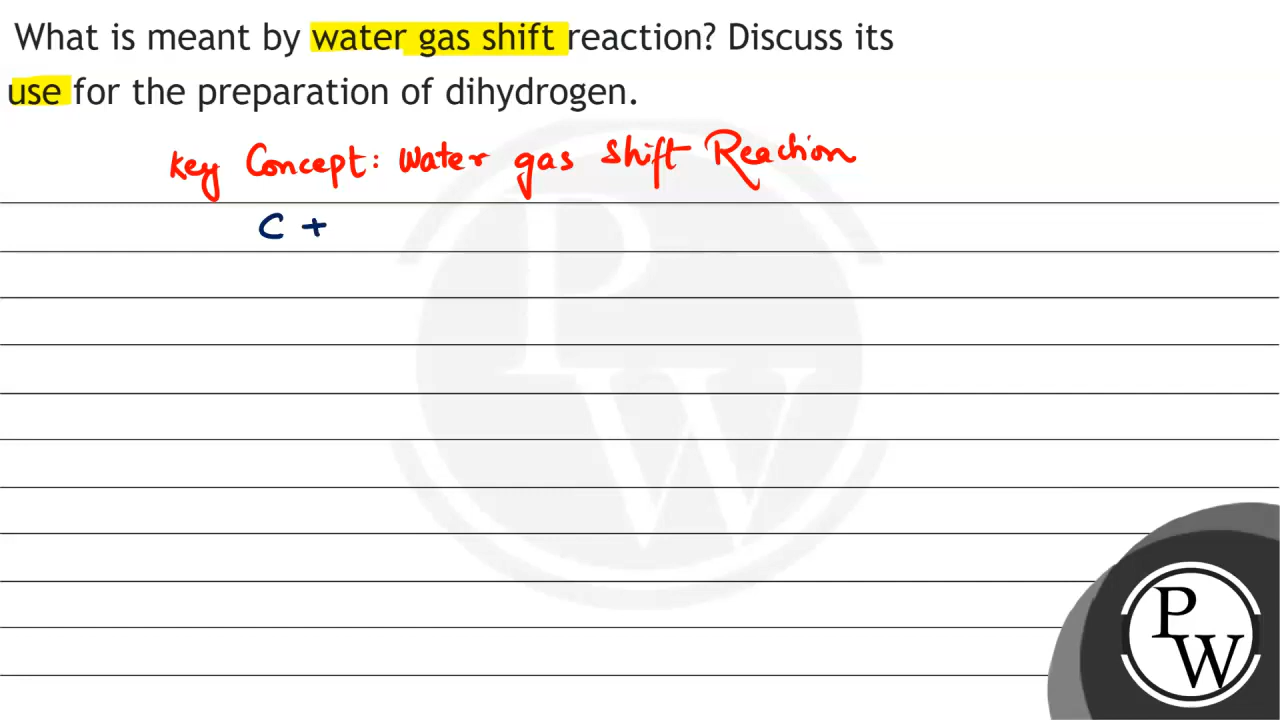 What is meant by water gas shift reaction? Discuss its
use for the preparation of dihydrogen.
Key Concept: Water gas Shift Reaction
C +
P
W
P
W